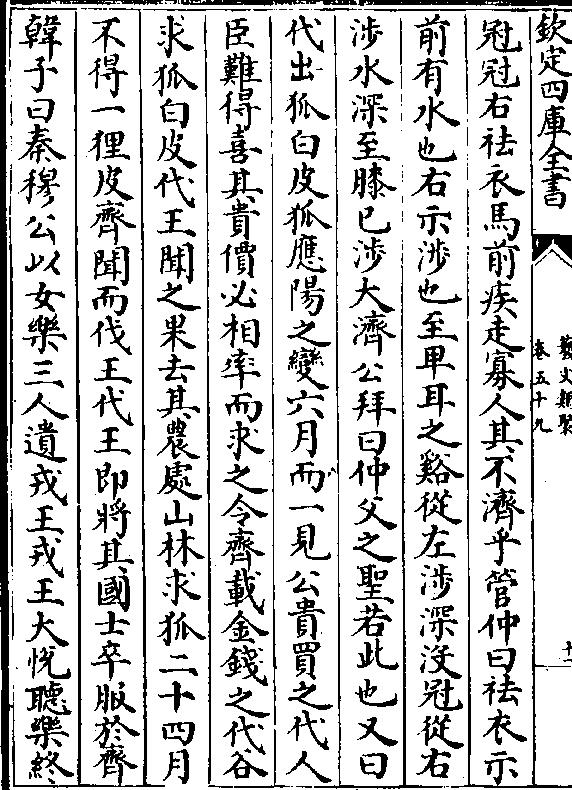 欽定四庫全書
藝文類聚
卷五十九
十一
冠冠右袪衣馬前疾走寡人其不濟乎管仲曰袪衣示
前有水也右示涉也至甲耳之谿從左涉深沒冠從右
涉水深至膝已涉大濟公拜曰仲父之聖若此也又曰
代出狐白皮狐應陽之變六月而一見公貴買之代人
臣難得喜其貴價必相率而求之令齊載金錢之代谷
求狐白皮代王聞之果去其農處山林求狐二十四月
不得一狸皮齊聞而伐王代王即將其國士卒服於齊
韓子曰秦穆公以女樂三人遺戎王戎王大悅聽樂終